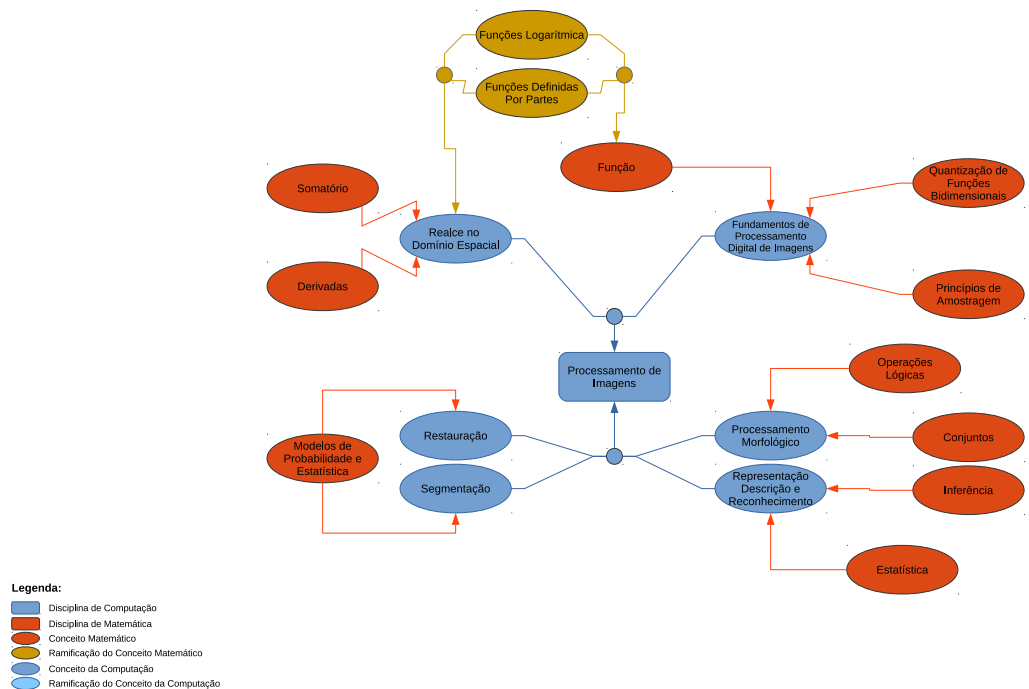 Funções Logarítmica
Funções Definidas
Por Partes
Função
Somatório
Quantização de
Funções
Bidimensionais
Realce no
Domínio Espacial
Fundamentos de
Processamento
Digital de Imagens
Derivadas
Princípios de
Amostragem
Processamento de
Imagens
Operações
Lógicas
Restauração
Processamento
Morfológico
Conjuntos
Modelos de
Probabilidade e
Estatística
Segmentação
Representação
Descrição e
Reconhecimento
Inferência
Estatística
Legenda:
Disciplina de Computação
Disciplina de Matemática
Conceito Matemático
Ramificação do Conceito Matemático
Conceito da Computação
Ramificação do Conceito da Computação